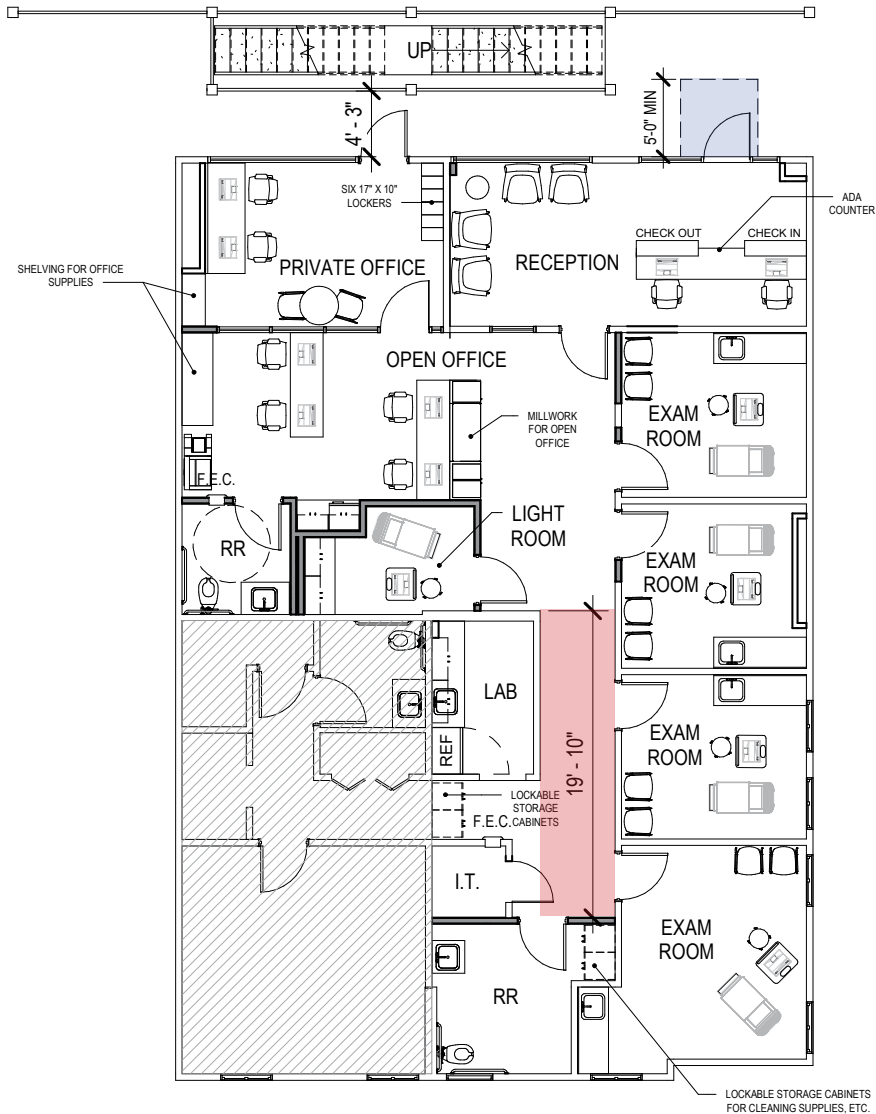 UP
4' - 3"
5'-0" MIN
SIX 17" X 10"
LOCKERS
ADA
COUNTER
CHECK OUT
CHECK IN
SHELVING FOR OFFICE
SUPPLIES
PRIVATE OFFICE
RECEPTION
OPEN OFFICE
MILLWORK
FOR OPEN
OFFICE
EXAM
ROOM
F.E.C.
LIGHT
ROOM
RR
EXAM
ROOM
LAB
REF
19' - 10"
EXAM
ROOM
LOCKABLE
STORAGE
CABINETS
F.E.C.
I.T.
EXAM
ROOM
RR
LOCKABLE STORAGE CABINETS
FOR CLEANING SUPPLIES, ETC.